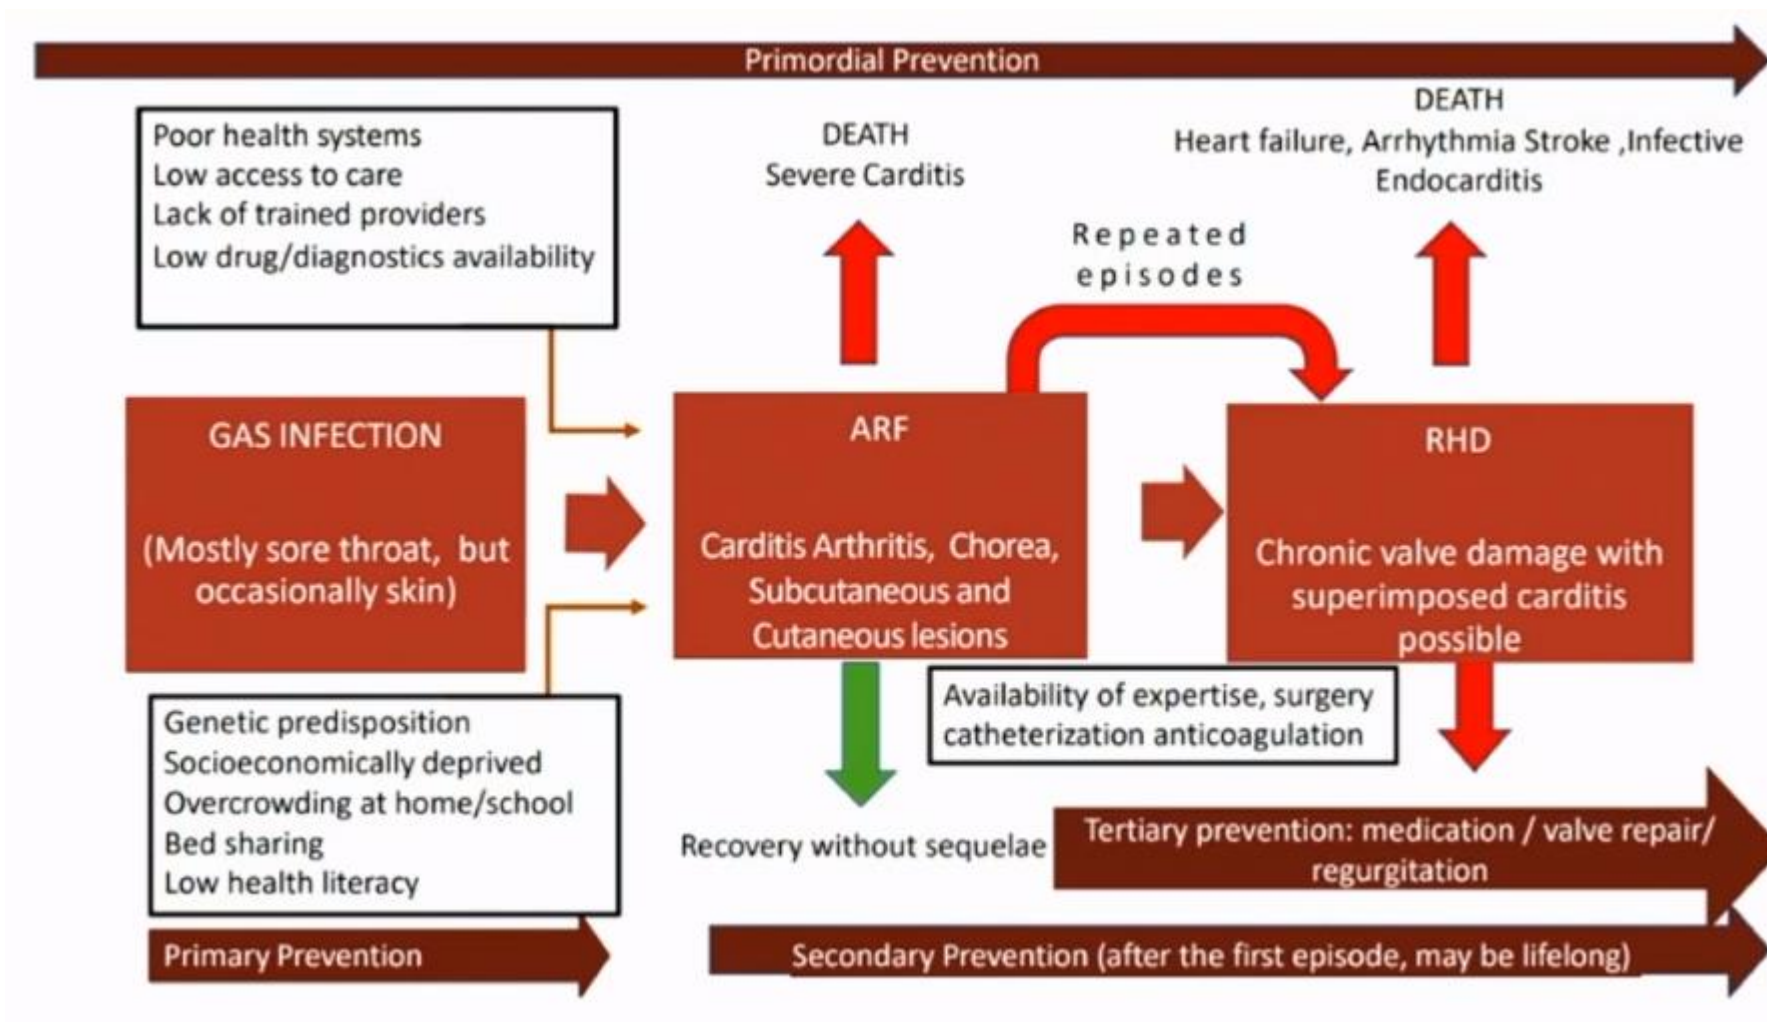 Primordial Prevention
Poor health systems
Low access to care
Lack of trained providers
Low drug/diagnostics availability
DEATH
Severe Carditis
DEATH
Heart failure, Arrhythmia Stroke ,Infective
Endocarditis
Repeated
episodes
GAS INFECTION
(Mostly sore throat, but
occasionally skin)
ARF
Carditis Arthritis, Chorea,
Subcutaneous and
Cutaneous lesions
RHD
Chronic valve damage with
superimposed carditis
possible
Genetic predisposition
Socioeconomically deprived
Overcrowding at home/school
Bed sharing
Low health literacy
Availability of expertise, surgery
catheterization anticoagulation
Recovery without sequelae
Tertiary prevention: medication / valve repair/
regurgitation
Primary Prevention
Secondary Prevention (after the first episode, may be lifelong)